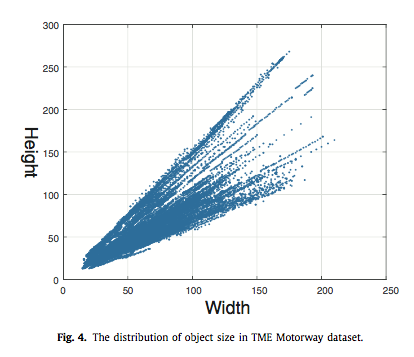 300
250
200
150
100
50
0
Height
0 50 100 150 200 250
Width
Fig. 4. The distribution of object size in TME Motorway dataset.